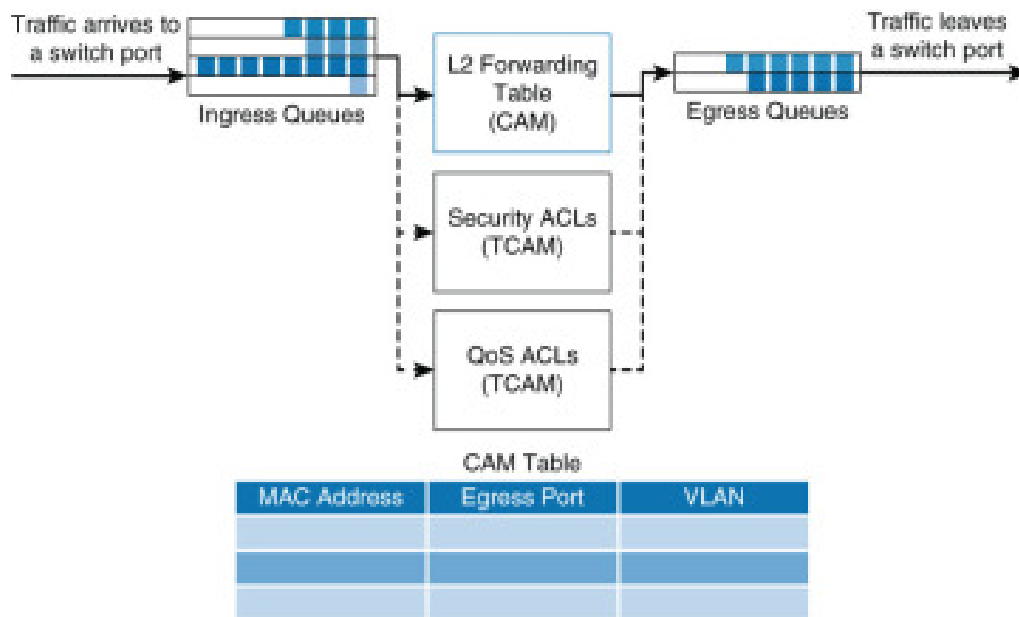 Traffic arrives to
a switch port
Ingress Queues
L2 Forwarding
Table
(CAM)
Security ACLs
(TCAM)
QoS ACLs
(TCAM)
Traffic leaves
a switch port
Egress Queues
CAM Table
MAC Address Egress Port VLAN